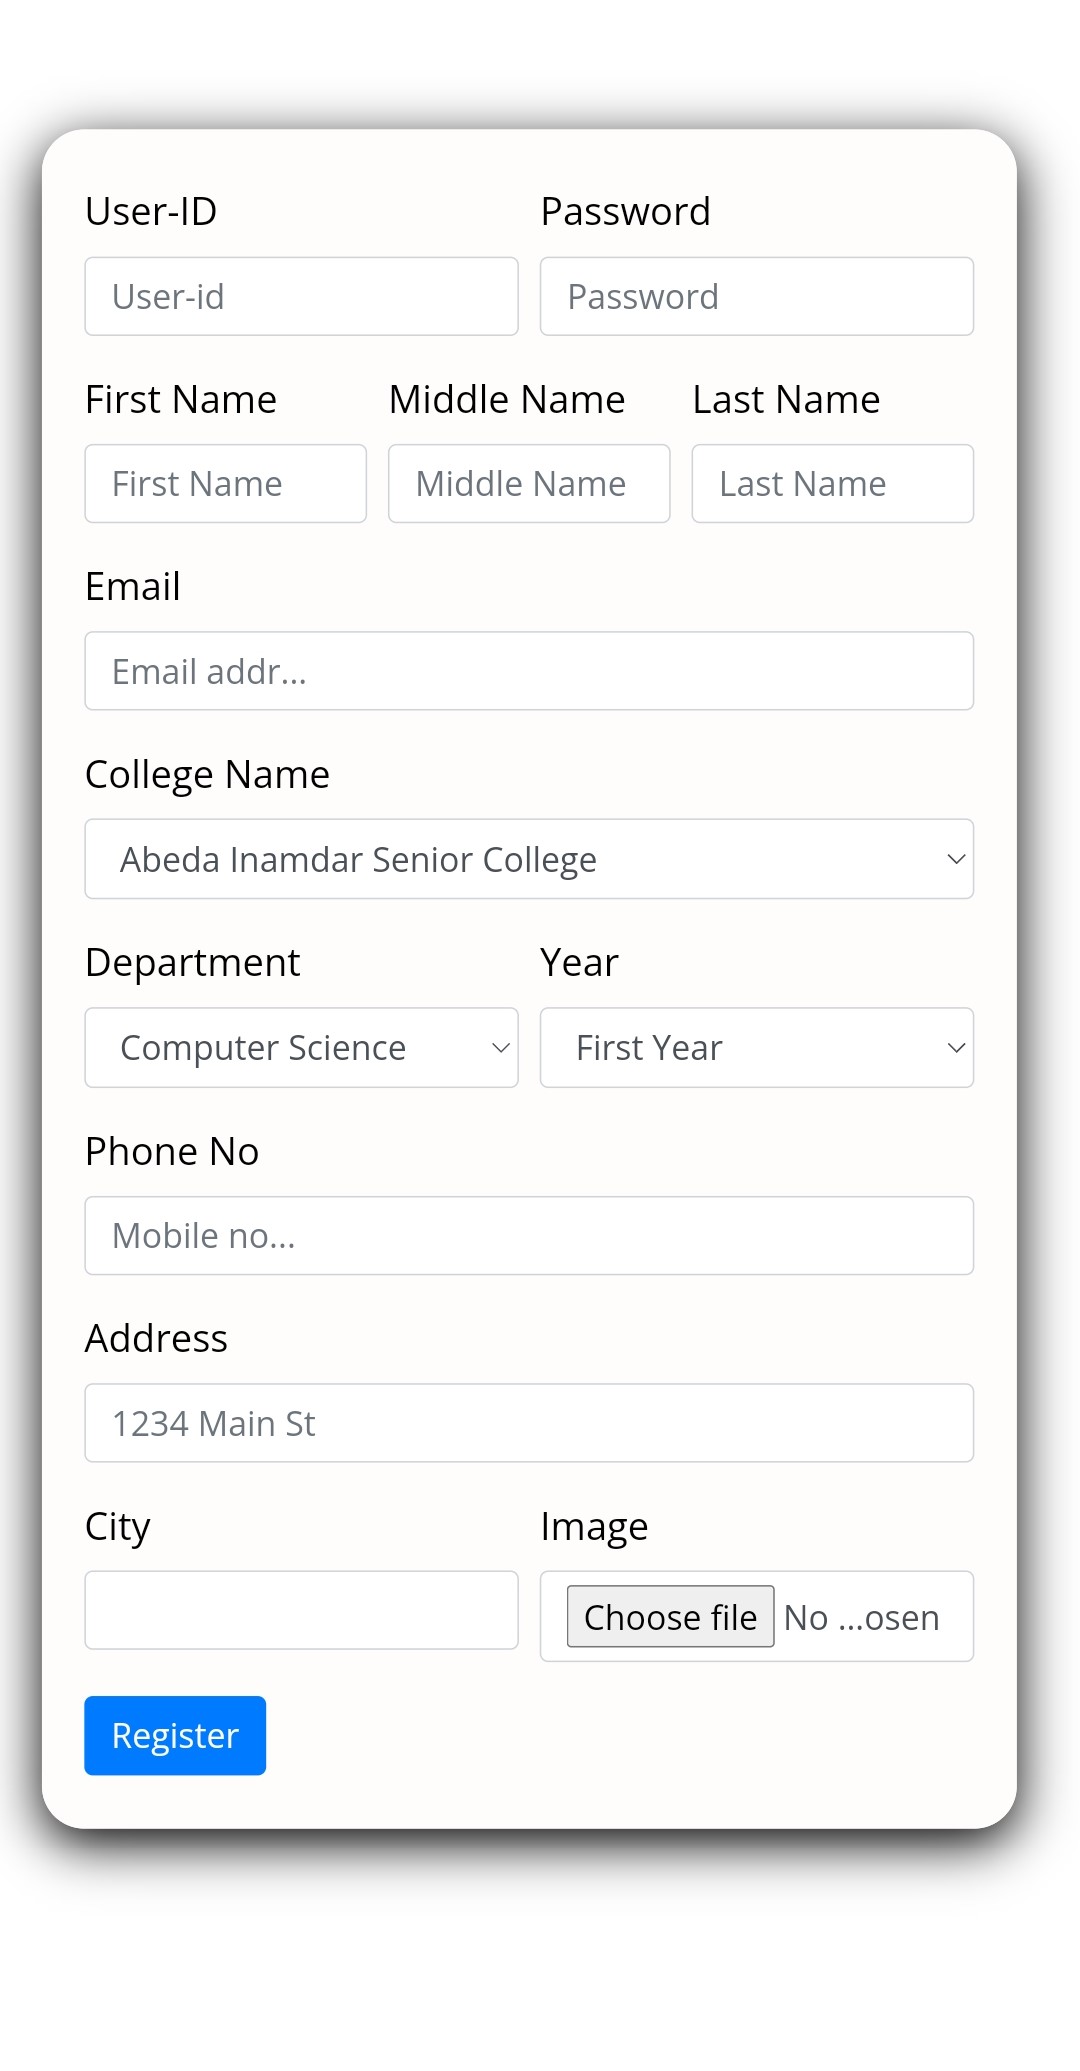 User-ID Password
User-id Password
First Name Middle Name Last Name
First Name Middle Name Last Name
Email
Email addr...
College Name
Abeda Inamdar Senior College
Department Year
Computer Science First Year
Phone No
Mobile no...
Address
1234 Main St
City Image
Choose file No ...osen
Register